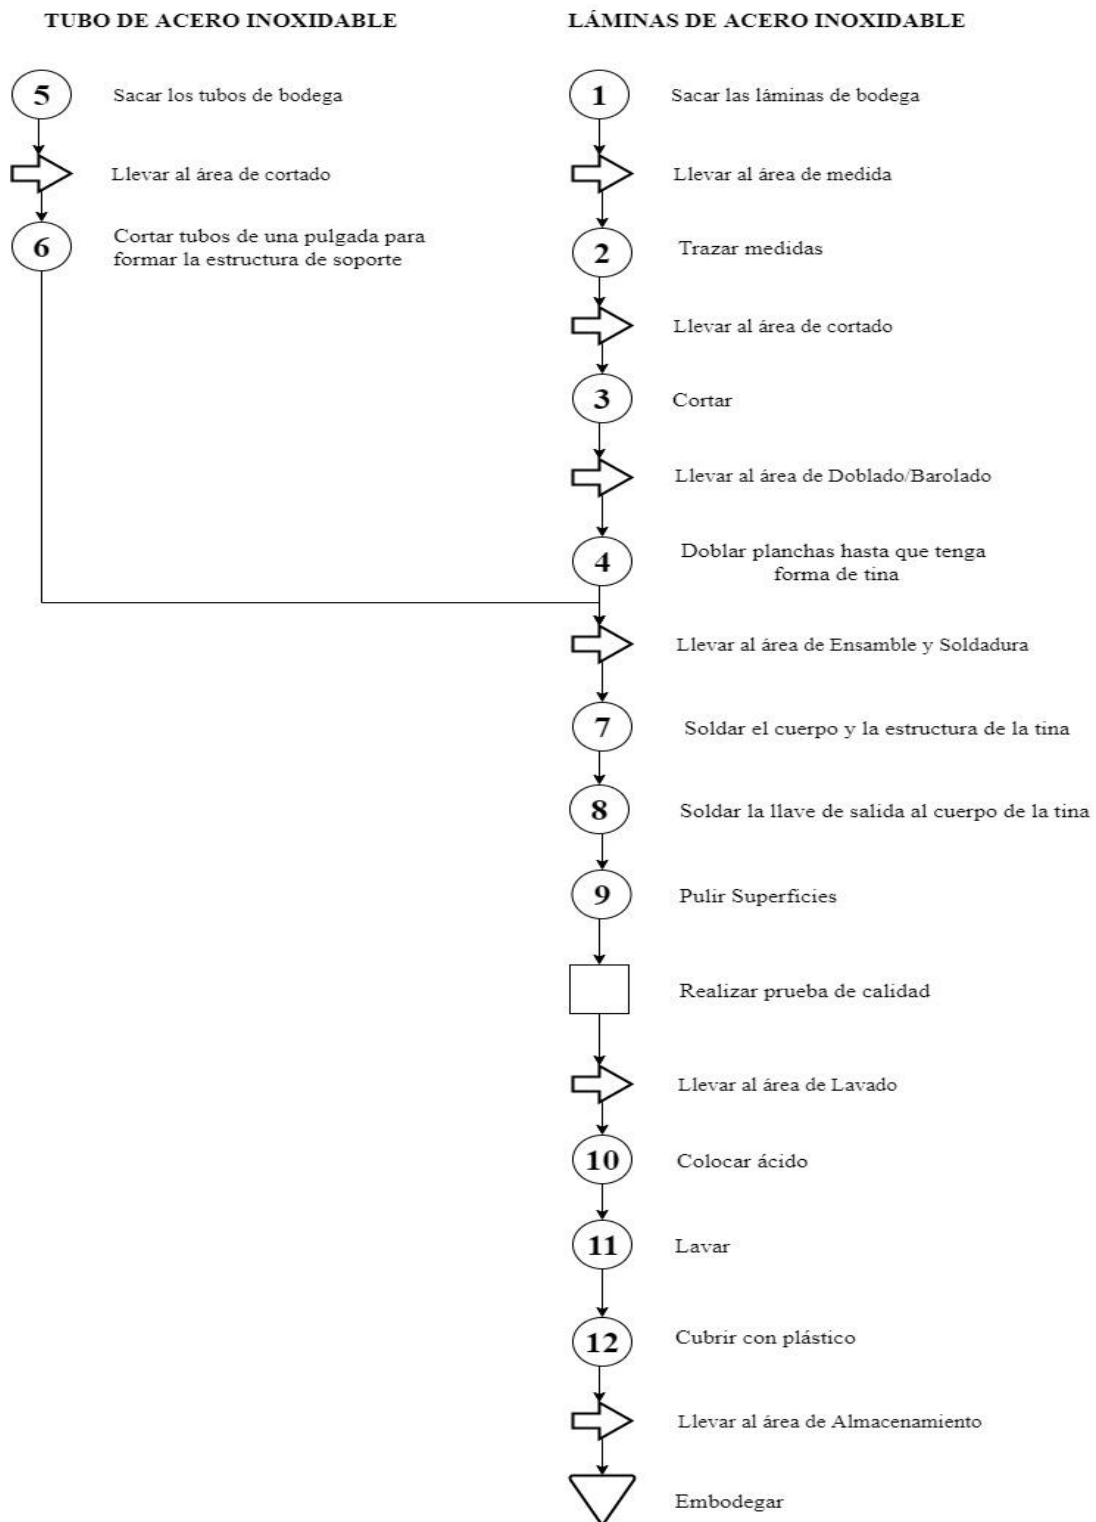 TUBO DE ACERO INOXIDABLE
LÁMINAS DE ACERO INOXIDABLE
5
Sacar los tubos de bodega
Llevar al área de cortado
6
Cortar tubos de una pulgada para
formar la estructura de soporte
1
Sacar las láminas de bodega
Llevar al área de medida
2
Trazar medidas
Llevar al área de cortado
3
Cortar
Llevar al área de Doblado/Barolado
4
Doblar planchas hasta que tenga
forma de tina
Llevar al área de Ensamble y Soldadura
7
Soldar el cuerpo y la estructura de la tina
8
Soldar la llave de salida al cuerpo de la tina
9
Pulir Superficies
Realizar prueba de calidad
Llevar al área de Lavado
10
Colocar ácido
11
Lavar
12
Cubrir con plástico
Llevar al área de Almacenamiento
Embodegar